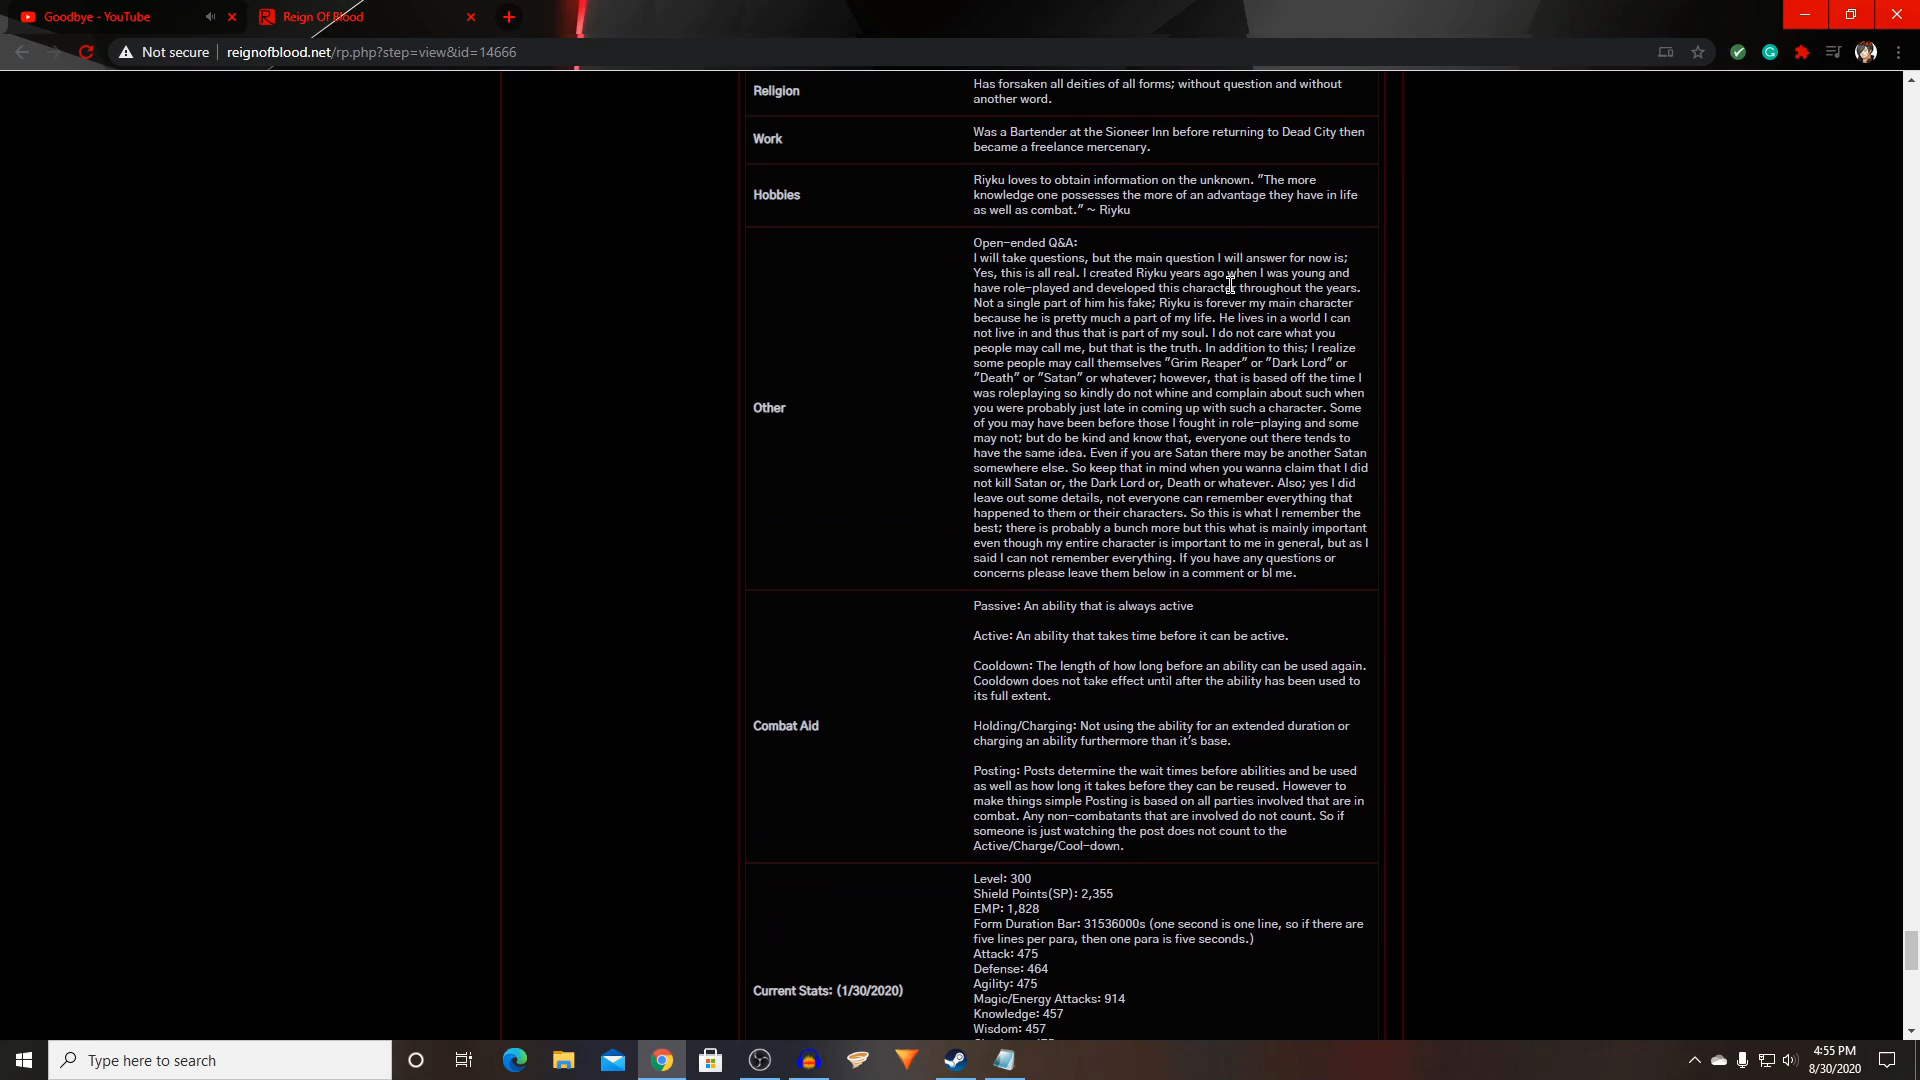 Goodbye - YouTube
Reign Of Blood
Not secure
reignofblood.net/rp.php?step=view&id=14666
Religion
Has forsaken all deities of all forms; without question and without
another word.
Work
Was a Bartender at the Sioneer Inn before returning to Dead City then
became a freelance mercenary.
Hobbies
Riyku loves to obtain information on the unknown. "The more
knowledge one possesses the more of an advantage they have in life
as well as combat." ~ Riyku
Other
Open-ended Q&A:
I will take questions, but the main question I will answer for now is;
Yes, this is all real. I created Riyku years ago when I was young and
have role-played and developed this character throughout the years.
Not a single part of him his fake; Riyku is forever my main character
because he is pretty much a part of my life. He lives in a world I can
not live in and thus that is part of my soul. I do not care what you
people may call me, but that is the truth. In addition to this; I realize
some people may call themselves "Grim Reaper" or "Dark Lord" or
"Death" or "Satan" or whatever; however, that is based off the time I
was roleplaying so kindly do not whine and complain about such when
you were probably just late in coming up with such a character. Some
of you may have been before those I fought in role-playing and some
may not; but do be kind and know that, everyone out there tends to
have the same idea. Even if you are Satan there may be another Satan
somewhere else. So keep that in mind when you wanna claim that I did
not kill Satan or, the Dark Lord or, Death or whatever. Also; yes I did
leave out some details, not everyone can remember everything that
happened to them or their characters. So this is what I remember the
best; there is probably a bunch more but this what is mainly important
even though my entire character is important to me in general, but as I
said I can not remember everything. If you have any questions or
concerns please leave them below in a comment or bl me.
Combat Aid
Passive: An ability that is always active
Active: An ability that takes time before it can be active.
Cooldown: The length of how long before an ability can be used again.
Cooldown does not take effect until after the ability has been used to
its full extent.
Holding/Charging: Not using the ability for an extended duration or
charging an ability furthermore than it's base.
Posting: Posts determine the wait times before abilities and be used
as well as how long it takes before they can be reused. However to
make things simple Posting is based on all parties involved that are in
combat. Any non-combatants that are involved do not count. So if
someone is just watching the post does not count to the
Active/Charge/Cool-down.
Current Stats: (1/30/2020)
Level: 300
Shield Points(SP): 2,355
EMP: 1,828
Form Duration Bar: 31536000s (one second is one line, so if there are
five lines per para, then one para is five seconds.)
Attack: 475
Defense: 464
Agility: 475
Magic/Energy Attacks: 914
Knowledge: 457
Wisdom: 457
Type here to search
4:55 PM
8/30/2020